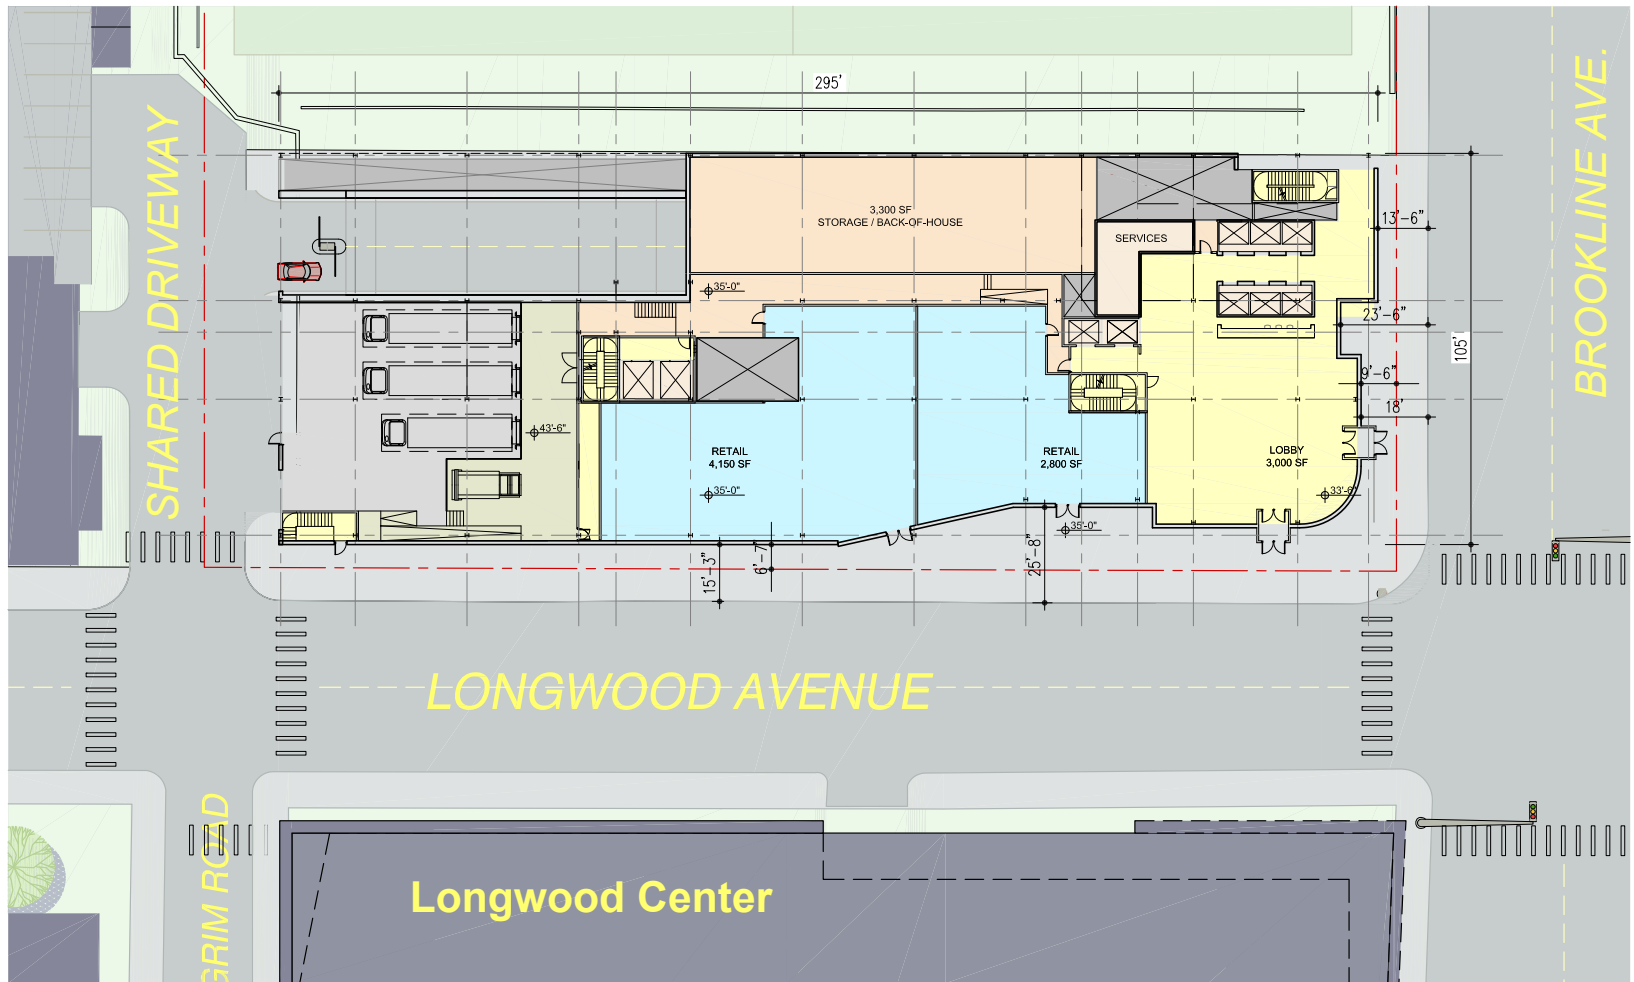 295'
SHARED DRIVEWAY
BROOKLINE AVE.
3,300 SF
STORAGE / BACK-OF-HOUSE
SERVICES
13'-6"
35'-0"
23'-6"
105'
9'-6"
18'
43'-6"
RETAIL
4,150 SF
RETAIL
2,800 SF
LOBBY
3,000 SF
35'-0"
33'-6"
35'-0"
15'-3"
6'-7
25'-8"
LONGWOOD AVENUE
GRIM ROAD
Longwood Center